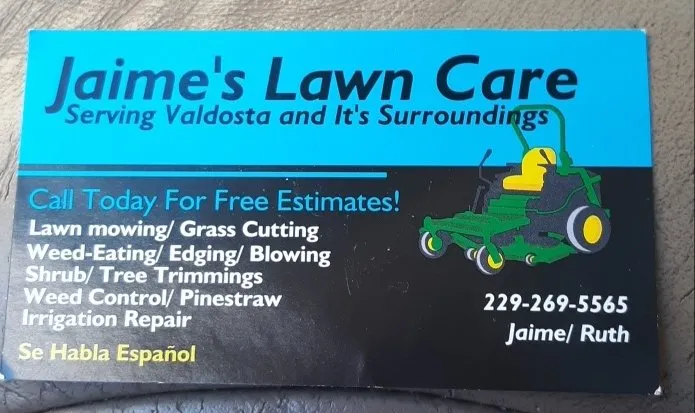 Jaime's Lawn Care
Serving Valdosta and It's Surroundings
Call Today For Free Estimates!
Lawn mowing/ Grass Cutting
Weed-Eating/ Edging/ Blowing
Shrub/ Tree Trimmings
Weed Control/ Pinestraw
Irrigation Repair
Se Habla Español
229-269-5565
Jaime/ Ruth